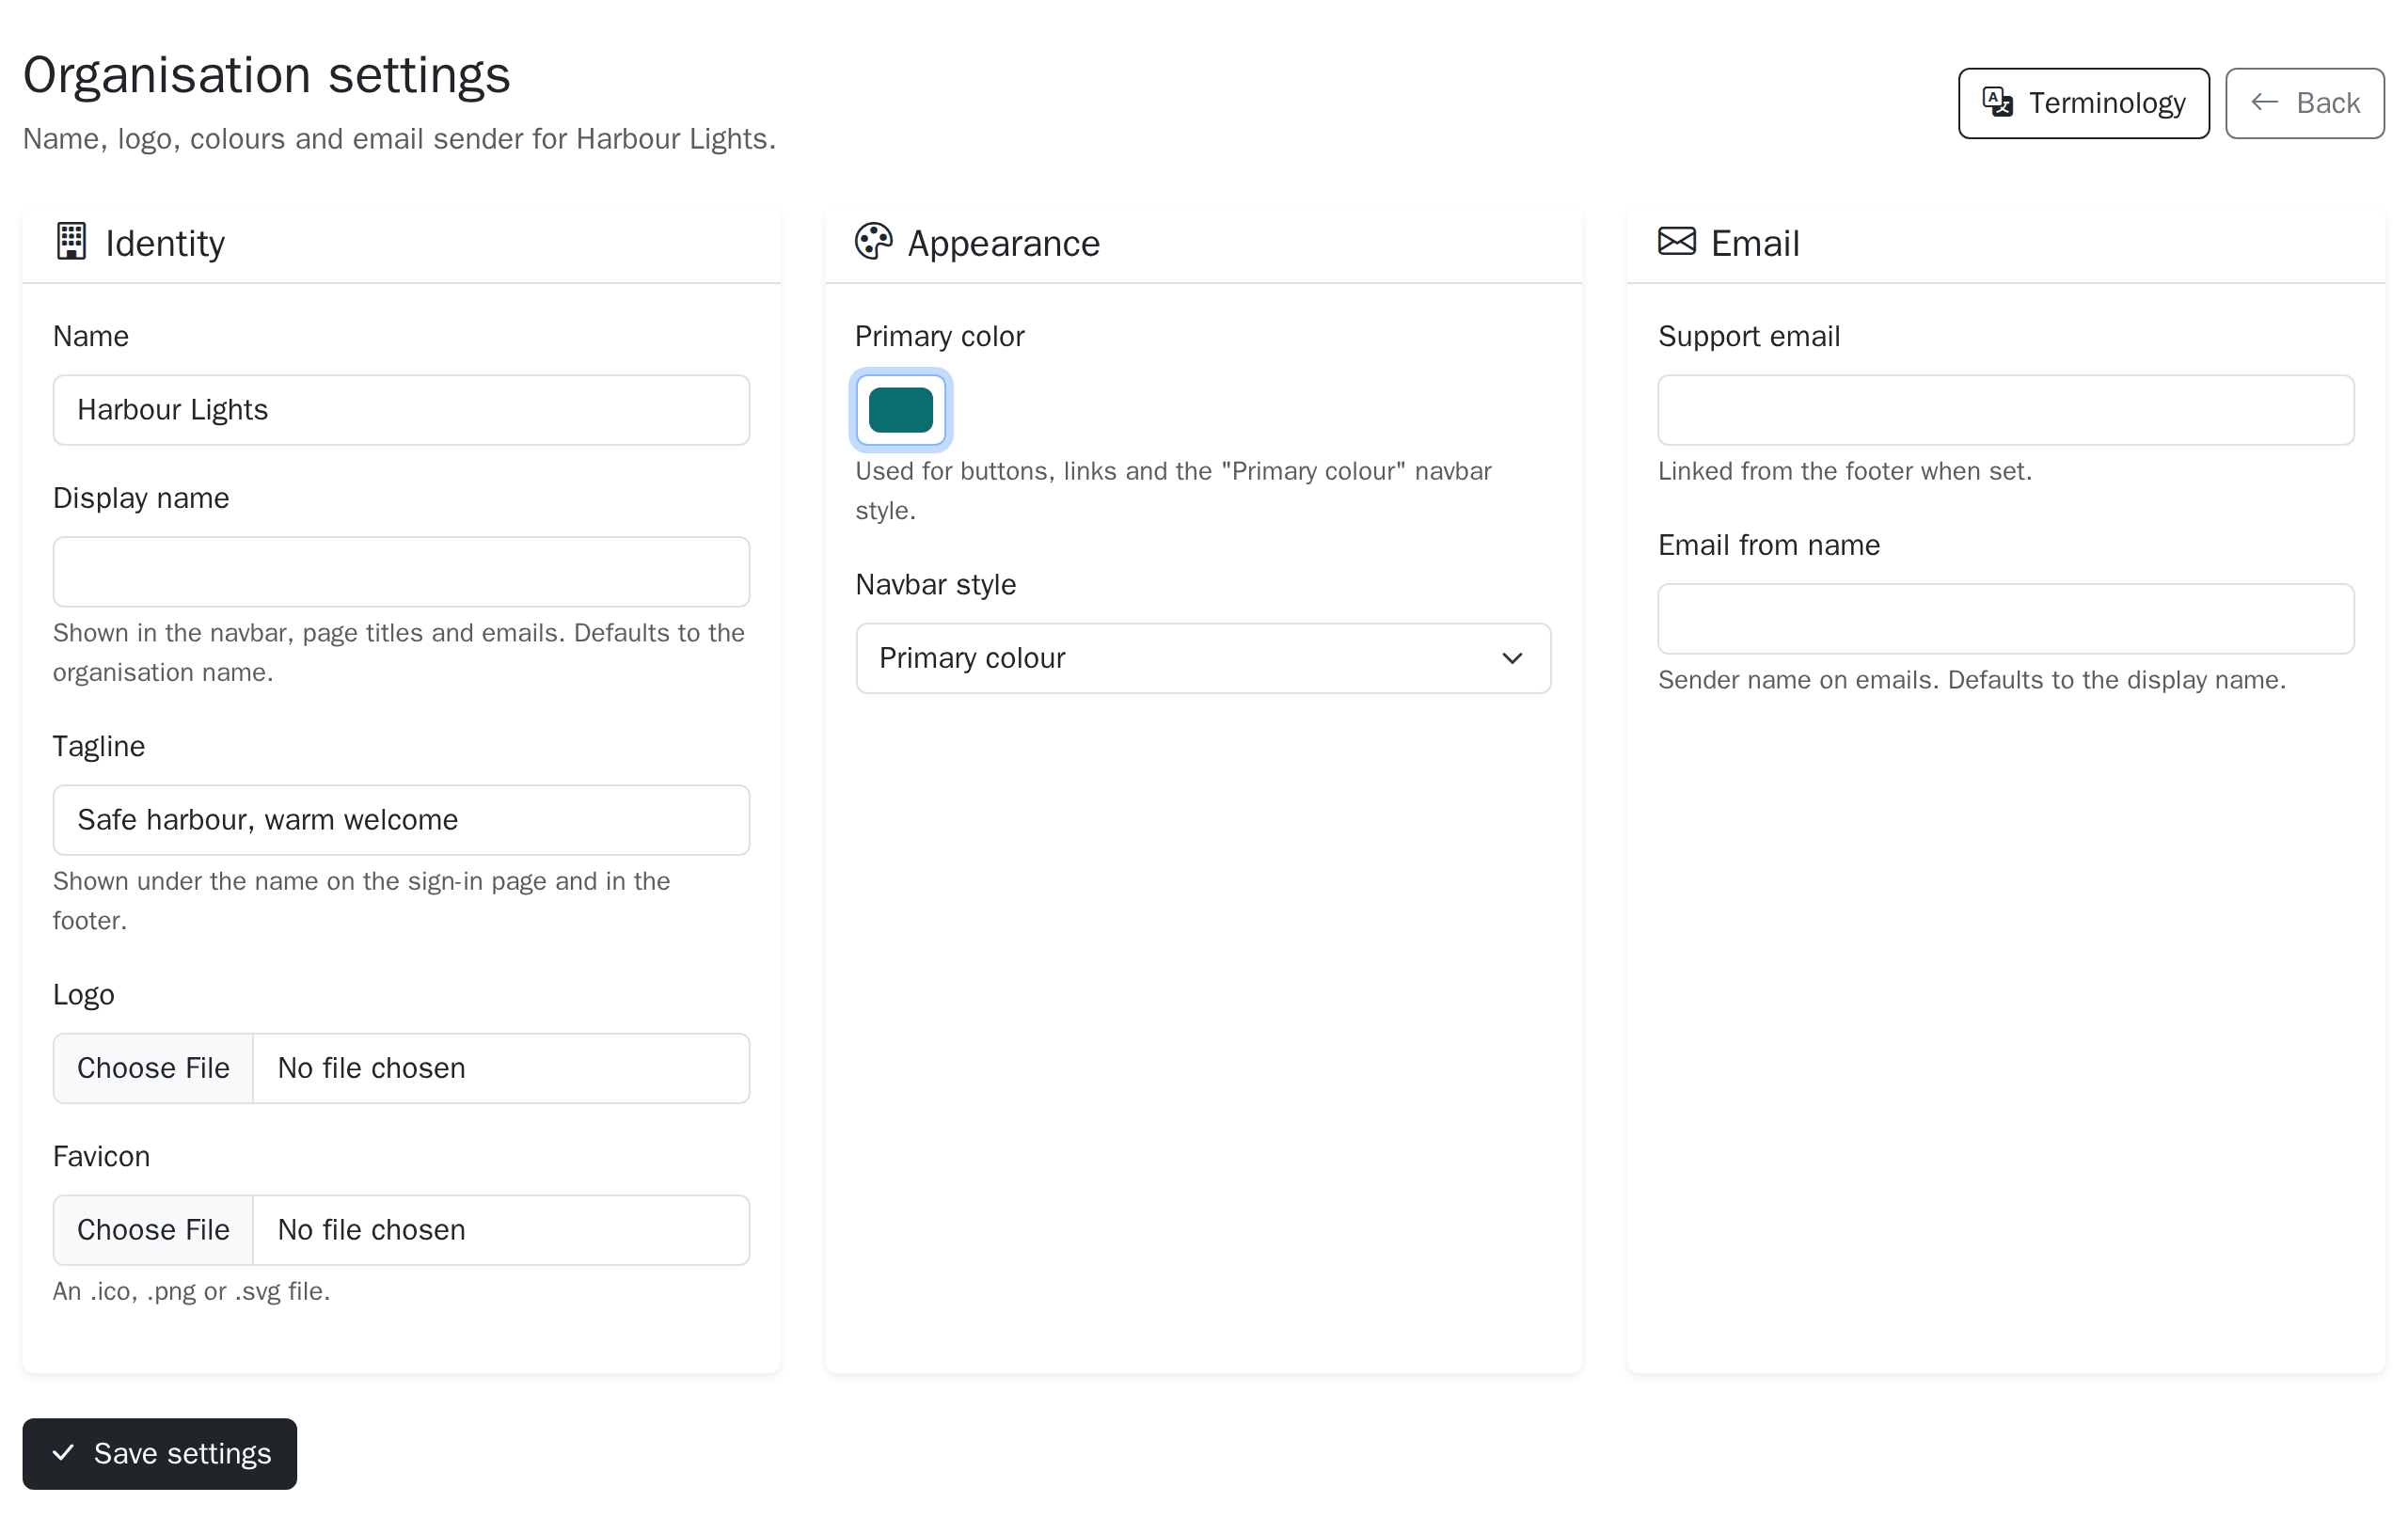 Organisation settings
Name, logo, colours and email sender for Harbour Lights.
Terminology
Back
Identity
Name
Harbour Lights
Display name
Shown in the navbar, page titles and emails. Defaults to the
organisation name.
Tagline
Safe harbour, warm welcome
Shown under the name on the sign-in page and in the
footer.
Logo
Choose File No file chosen
Favicon
Choose File No file chosen
An .ico, .png or .svg file.
Appearance
Primary color
Used for buttons, links and the "Primary colour" navbar
style.
Navbar style
Primary colour
Email
Support email
Linked from the footer when set.
Email from name
Sender name on emails. Defaults to the display name.
Save settings